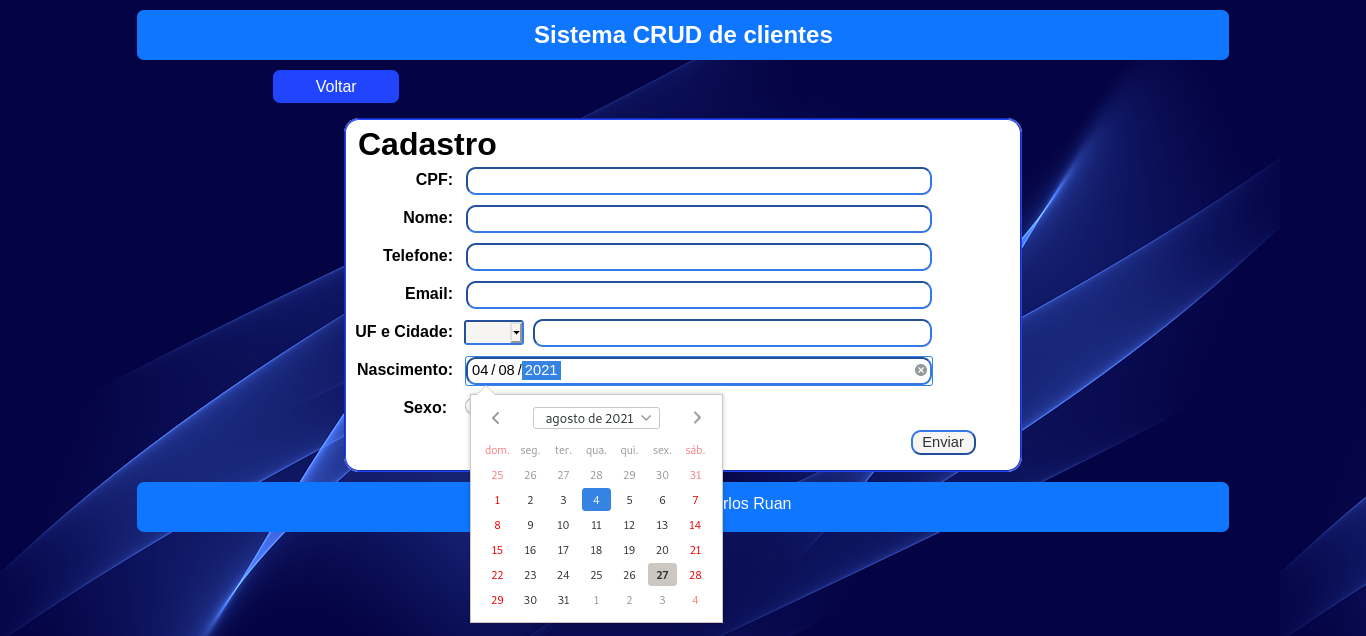 Sistema CRUD de clientes
Voltar
Cadastro
CPF:
Nome:
Telefone:
Email:
UF e Cidade:
Nascimento: 04 / 08 / 2021
Sexo:
agosto de 2021
dom. seg. ter. qua. qui. sex. sáb.
25 26 27 28 29 30 31
1 2 3 4 5 6 7
8 9 10 11 12 13 14
15 16 17 18 19 20 21
22 23 24 25 26 27 28
29 30 31 1 2 3 4
Enviar
Ruan